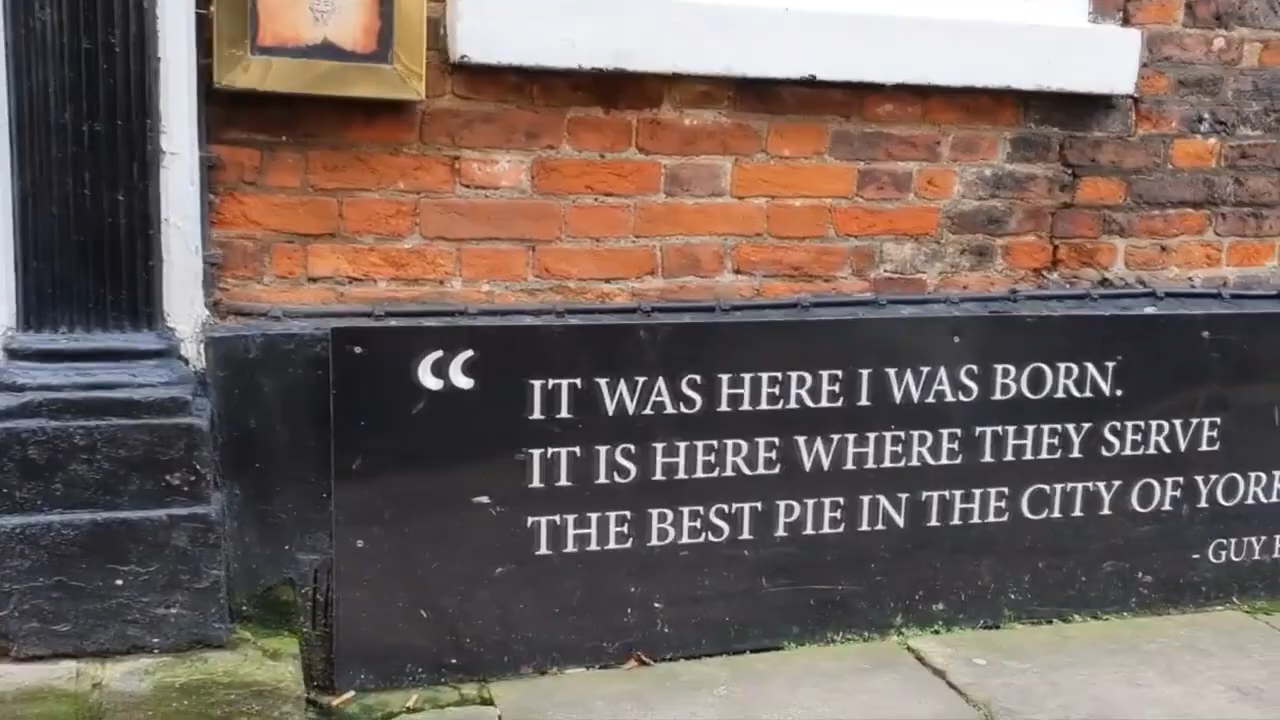 “
IT WAS HERE I WAS BORN.
IT IS HERE WHERE THEY SERVE
THE BEST PIE IN THE CITY OF YORK
- GUY